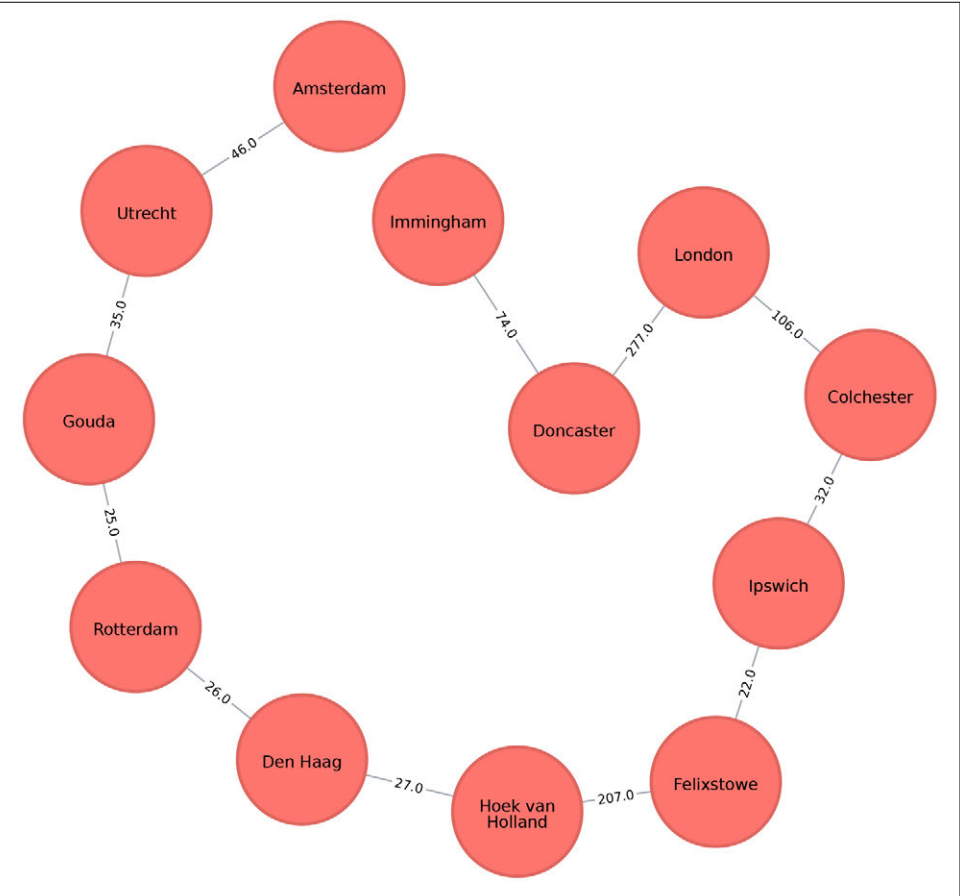 Amsterdam
46.0
Utrecht
Immingham
London
35.0
74.0
277.0
106.0
Gouda
Doncaster
Colchester
25.0
32.0
Rotterdam
Ipswich
26.0
22.0
Den Haag
27.0
Hoek van
Holland
207.0
Felixstowe